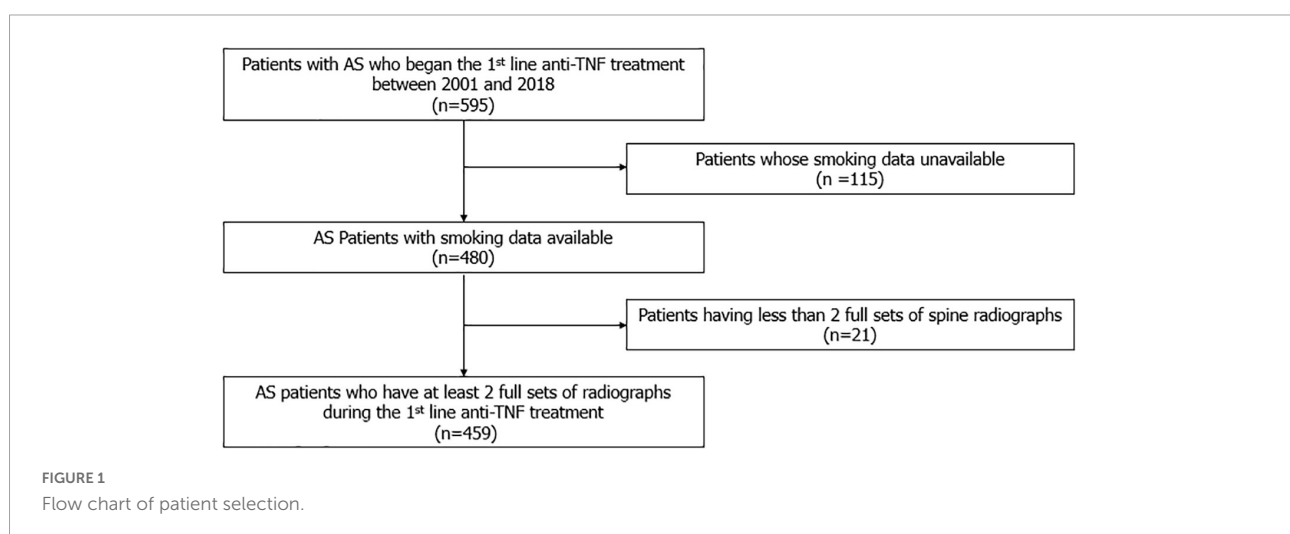 Patients with AS who began the 1st line anti-TNF treatment
between 2001 and 2018
(n=595)
Patients whose smoking data unavailable
(n =115)
AS Patients with smoking data available
(n=480)
Patients having less than 2 full sets of spine radiographs
(n=21)
AS patients who have at least 2 full sets of radiographs
during the 1st line anti-TNF treatment
(n=459)
FIGURE 1
Flow chart of patient selection.